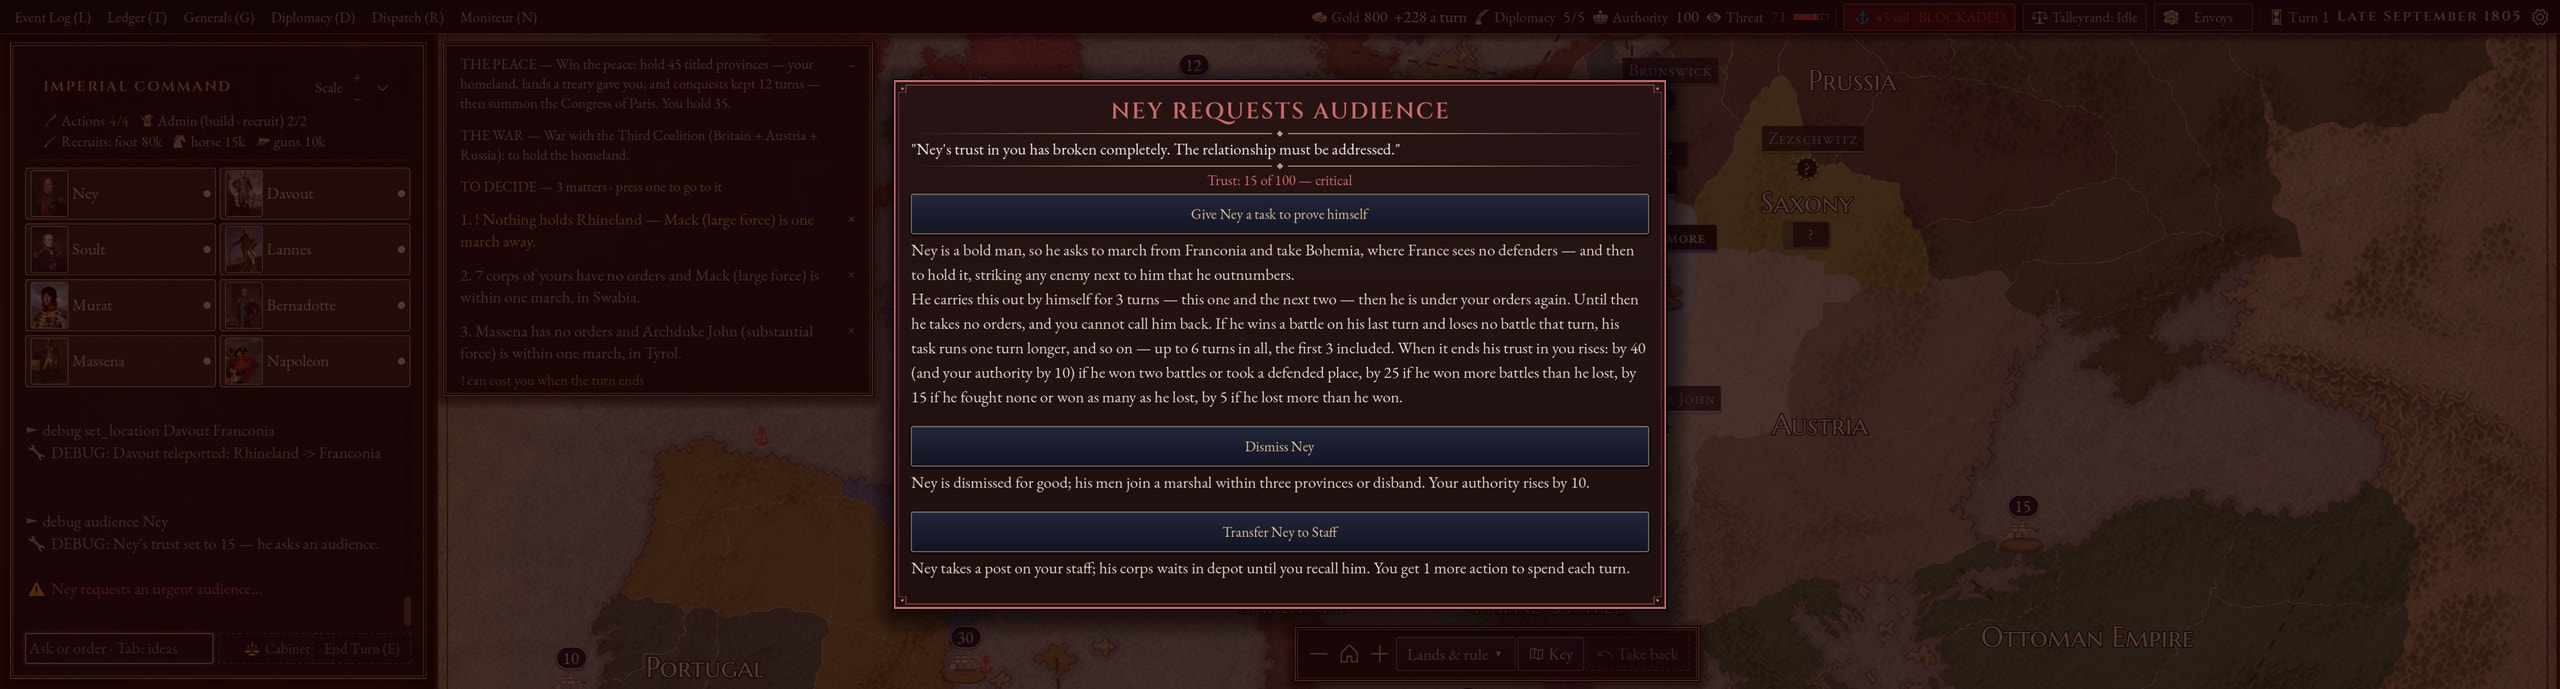 Event Log (L) Ledger (T) Generals (G) Diplomacy (D) Dispatch (R) Moniteur (N)
Gold 800 +228 a turn Diplomacy 5/5 Authority 100 Threat 71
45 sail · BLOCKADED
Talleyrand: Idle
Envoys
Turn 1 LATE SEPTEMBER 1805
IMPERIAL COMMAND
Scale + −
Actions 4/4 Admin (build · recruit) 2/2
Recruits: foot 80k horse 15k guns 10k
Ney
Davout
Soult
Lannes
Murat
Bernadotte
Massena
Napoleon
► debug set_location Davout Franconia
DEBUG: Davout teleported: Rhineland -> Franconia
► debug audience Ney
DEBUG: Ney's trust set to 15 — he asks an audience.
Ney requests an urgent audience...
Ask or order · Tab: ideas
Cabinet
End Turn (E)
THE PEACE — Win the peace: hold 45 titled provinces — your
homeland, lands a treaty gave you, and conquests kept 12 turns —
then summon the Congress of Paris. You hold 35.
THE WAR — War with the Third Coalition (Britain + Austria +
Russia): to hold the homeland.
TO DECIDE — 3 matters · press one to go to it
1. ! Nothing holds Rhineland — Mack (large force) is one
march away.
2. 7 corps of yours have no orders and Mack (large force) is
within one march, in Swabia.
3. Massena has no orders and Archduke John (substantial
force) is within one march, in Tyrol.
! can cost you when the turn ends
NEY REQUESTS AUDIENCE
"Ney's trust in you has broken completely. The relationship must be addressed."
Trust: 15 of 100 — critical
Give Ney a task to prove himself
Ney is a bold man, so he asks to march from Franconia and take Bohemia, where France sees no defenders — and then
to hold it, striking any enemy next to him that he outnumbers.
He carries this out by himself for 3 turns — this one and the next two — then he is under your orders again. Until then
he takes no orders, and you cannot call him back. If he wins a battle on his last turn and loses no battle that turn, his
task runs one turn longer, and so on — up to 6 turns in all, the first 3 included. When it ends his trust in you rises: by 40
(and your authority by 10) if he won two battles or took a defended place, by 25 if he won more battles than he lost, by
15 if he fought none or won as many as he lost, by 5 if he lost more than he won.
Dismiss Ney
Ney is dismissed for good; his men join a marshal within three provinces or disband. Your authority rises by 10.
Transfer Ney to Staff
Ney takes a post on your staff; his corps waits in depot until you recall him. You get 1 more action to spend each turn.
12
BRUNSWICK
PRUSSIA
ZEZSCHWITZ
?
SAXONY
?
MORE
E JOHN
AUSTRIA
15
OTTOMAN EMPIRE
10
PORTUGAL
30
Lands & rule ▾
Key
Take back